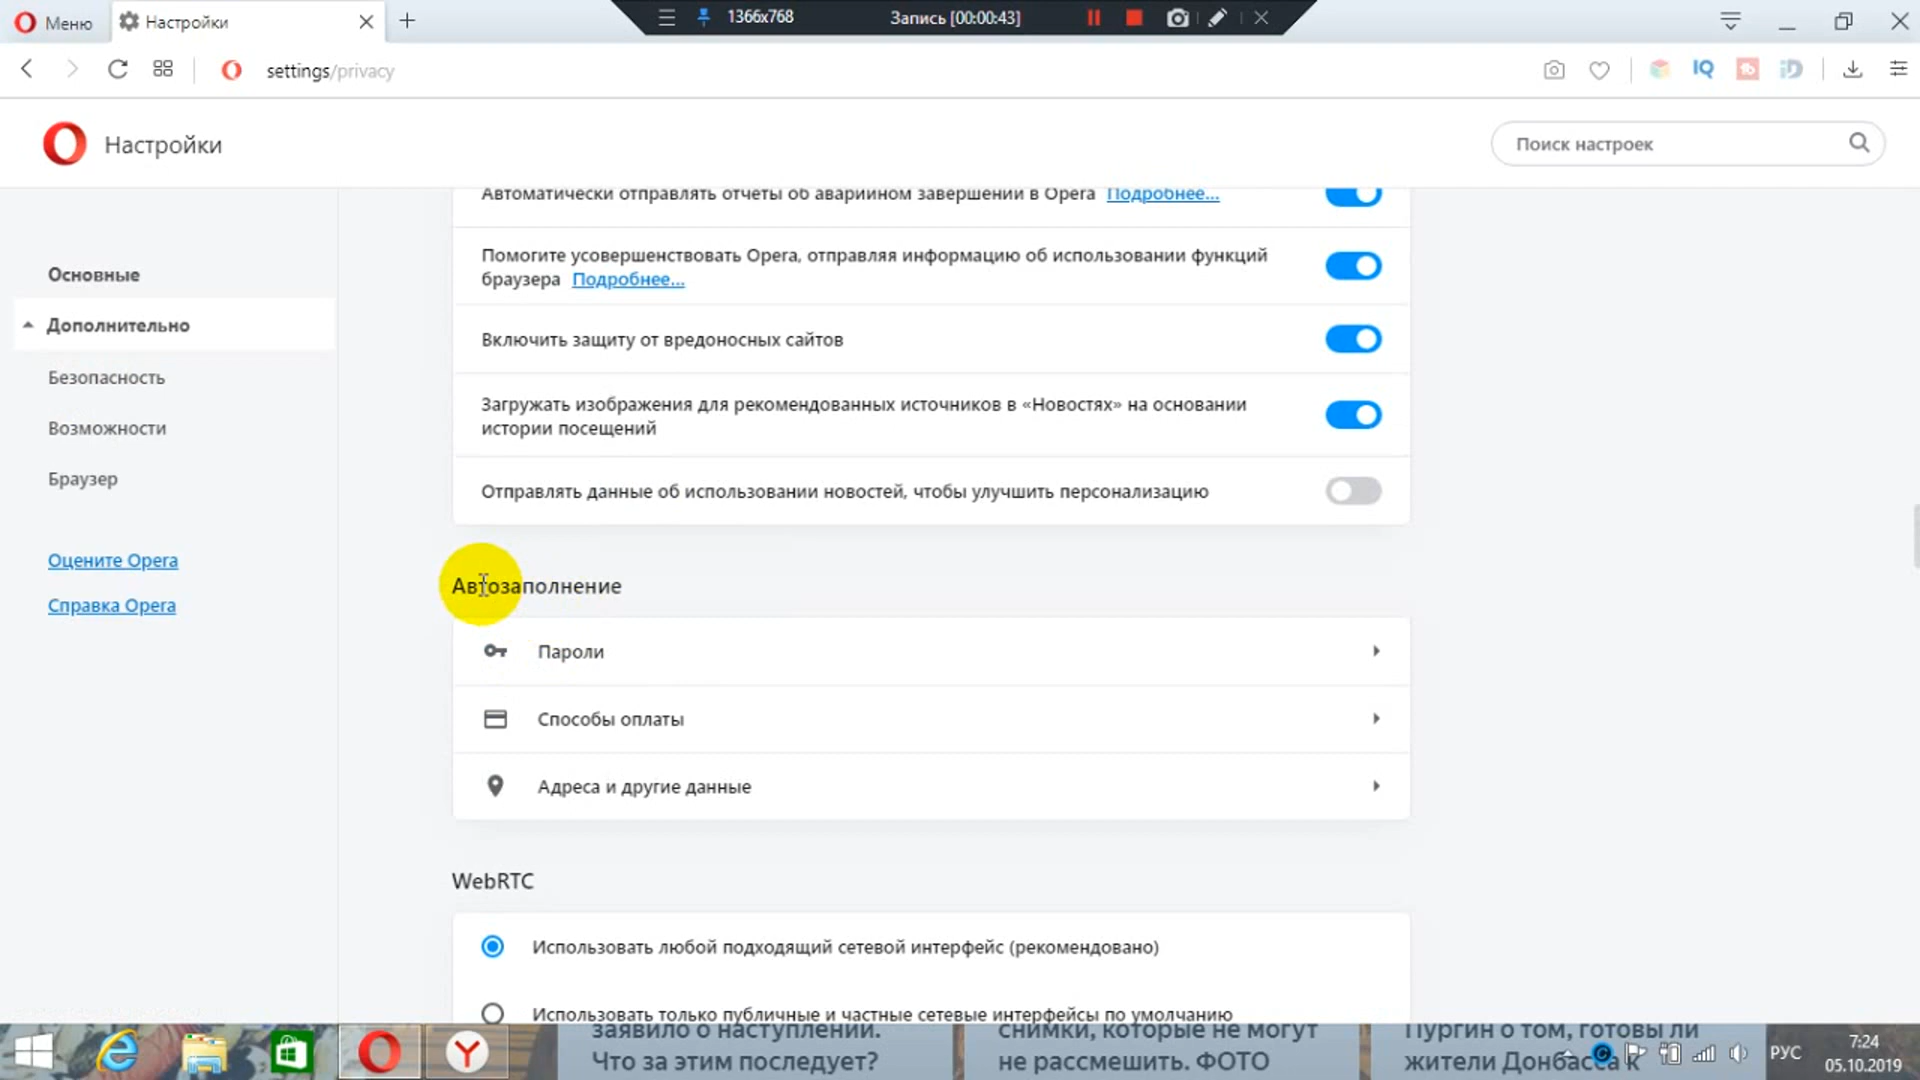 Меню
Настройки
1366x768
Запись [00:00:43]
settings/privacy
IQ
Настройки
Поиск настроек
Автоматически отправлять отчеты об аварийном завершении в Opera Подробнее...
Помогите усовершенствовать Opera, отправляя информацию об использовании функций
браузера Подробнее...
Включить защиту от вредоносных сайтов
Загружать изображения для рекомендованных источников в «Новостях» на основании
истории посещений
Отправлять данные об использовании новостей, чтобы улучшить персонализацию
Основные
Дополнительно
Безопасность
Возможности
Браузер
Оцените Opera
Справка Opera
Автозаполнение
Пароли
Способы оплаты
Адреса и другие данные
WebRTC
Использовать любой подходящий сетевой интерфейс (рекомендовано)
Использовать только публичные и частные сетевые интерфейсы по умолчанию
заявило о наступлении.
Что за этим последует?
снимки, которые не могут
не рассмешить. ФОТО
Пургин о том, готовы ли
жители Донбасса к
РУС
7:24
05.10.2019